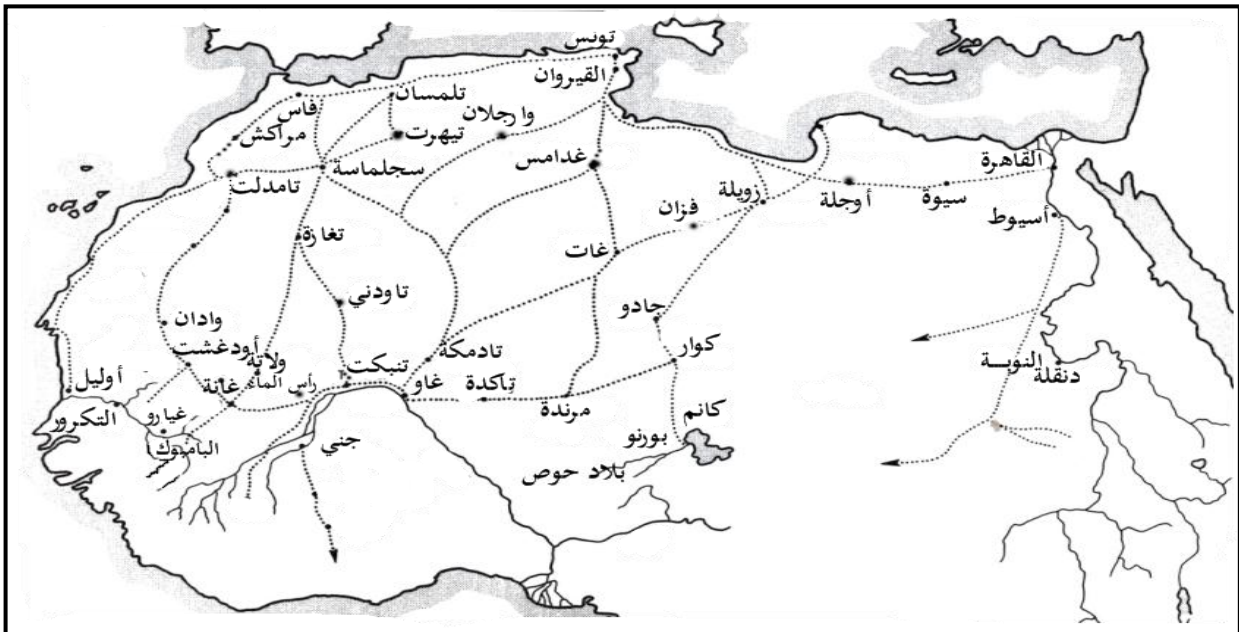 تونس
القيروان
تلمسان
فاس
وارجلان
تيهرت
مراكش
غدامس
سجلماسة
القاهرة
تامدلت
زويلة
أوجلة
سيوة
أسيوط
فزان
تغازة
غات
تاودني
جادو
وادان
كوار
أودغشت
ولاتة
تادمكة
تنبكت
النوبة
دنقلة
أوليل
غانة
رأس الماء
غاو
تاكدة
مرندة
التكرور
غيارو
كانم
البامبوك
جني
بورنو
بلاد حوص